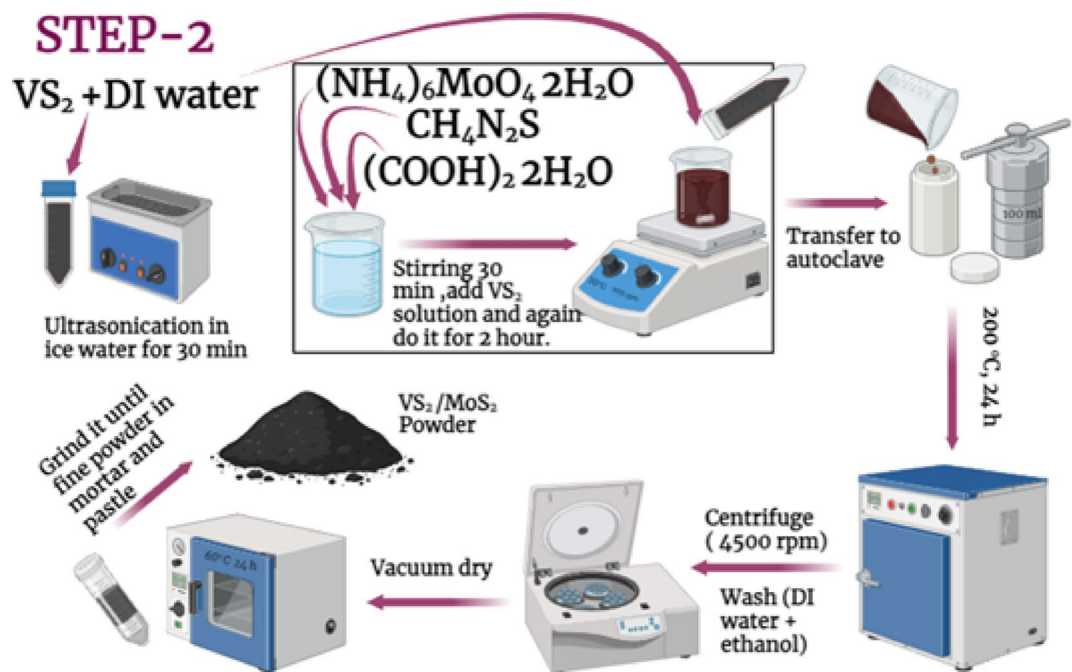 STEP-2
VS₂ +DI water
(NH₄)₆MoO₄ 2H₂O
CH₄N₂S
(COOH)₂ 2H₂O
Ultrasonication in
ice water for 30 min
Stirring 30
min ,add VS₂
solution and again
do it for 2 hour.
Transfer to
autoclave
100 ml
200 °C, 24 h
Centrifuge
( 4500 rpm)
Wash (DI
water +
ethanol)
Vacuum dry
Grind it until
fine powder in
mortar and
pastle
VS₂/MoS₂
Powder